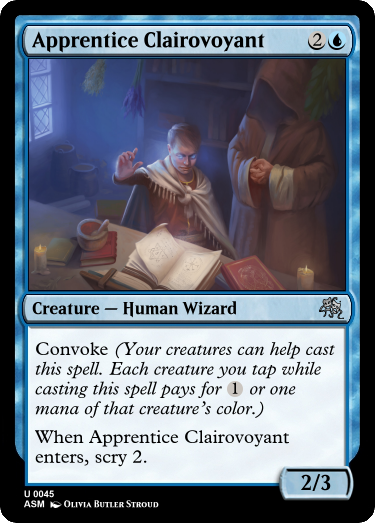 Apprentice Clairovoyant 2
Creature — Human Wizard
Convoke (Your creatures can help cast
this spell. Each creature you tap while
casting this spell pays for 1 or one
mana of that creature's color.)
When Apprentice Clairovoyant
enters, scry 2.
2/3
U 0045
ASM Olivia Butler Stroud